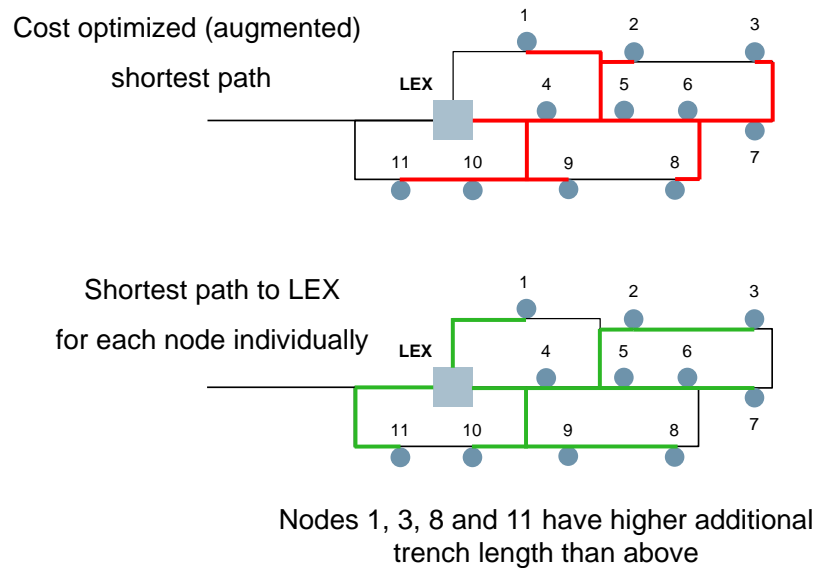 Cost optimized (augmented)
shortest path
LEX
1
2
3
4
5
6
7
11
10
9
8
Shortest path to LEX
for each node individually
LEX
1
2
3
4
5
6
7
11
10
9
8
Nodes 1, 3, 8 and 11 have higher additional
trench length than above